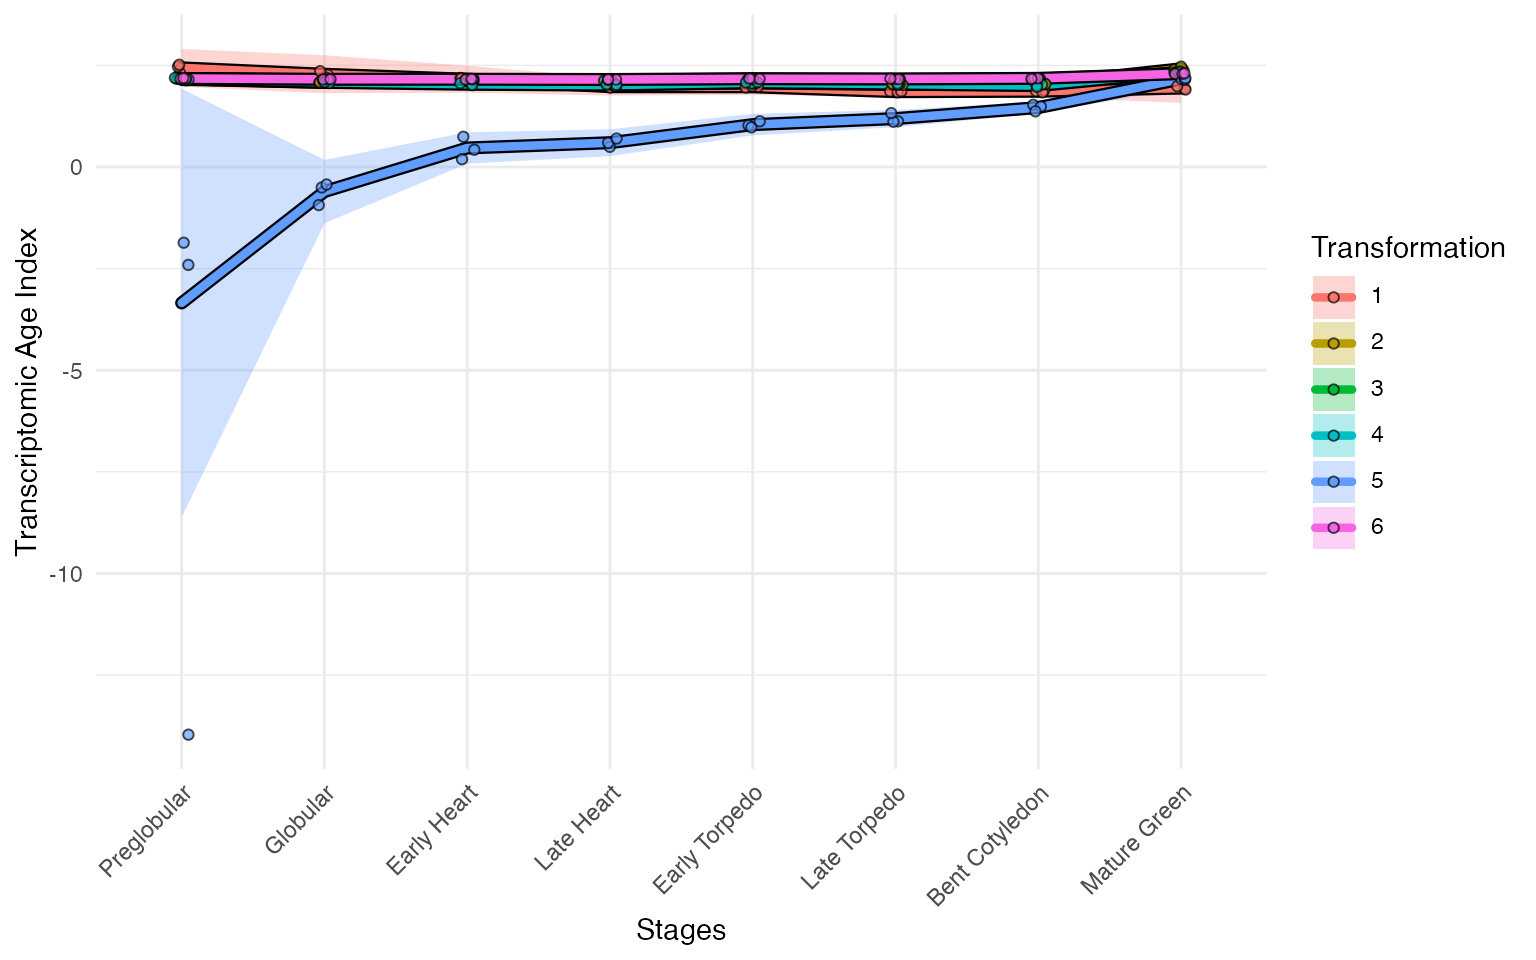 Transcriptomic Age Index
0
-5
-10
Preglobular
Globular
Early Heart
Late Heart
Early Torpedo
Late Torpedo
Bent Cotyledon
Mature Green
Stages
Transformation
1
2
3
4
5
6